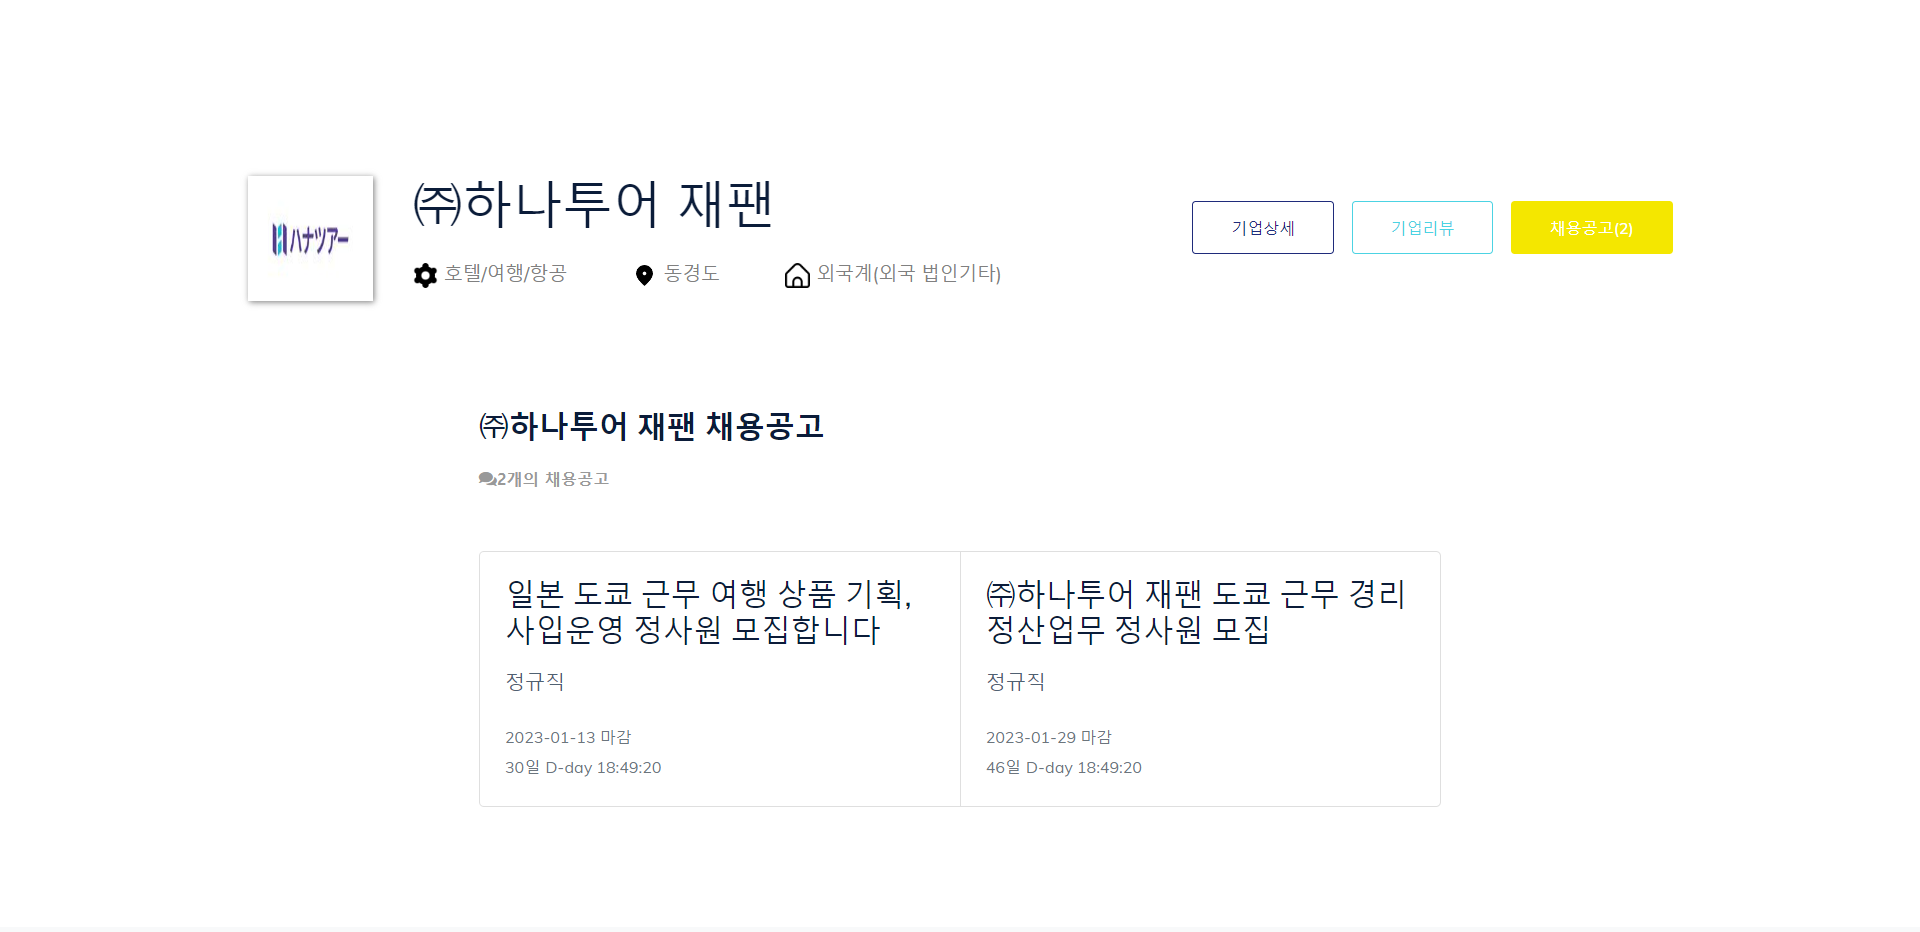 ハナツアー
㈜하나투어 재팬
호텔/여행/항공
동경도
외국계(외국 법인기타)
기업상세
기업리뷰
채용공고(2)
㈜하나투어 재팬 채용공고
2개의 채용공고
일본 도쿄 근무 여행 상품 기획,
사입운영 정사원 모집합니다
정규직
2023-01-13 마감
30일 D-day 18:49:20
㈜하나투어 재팬 도쿄 근무 경리
정산업무 정사원 모집
정규직
2023-01-29 마감
46일 D-day 18:49:20